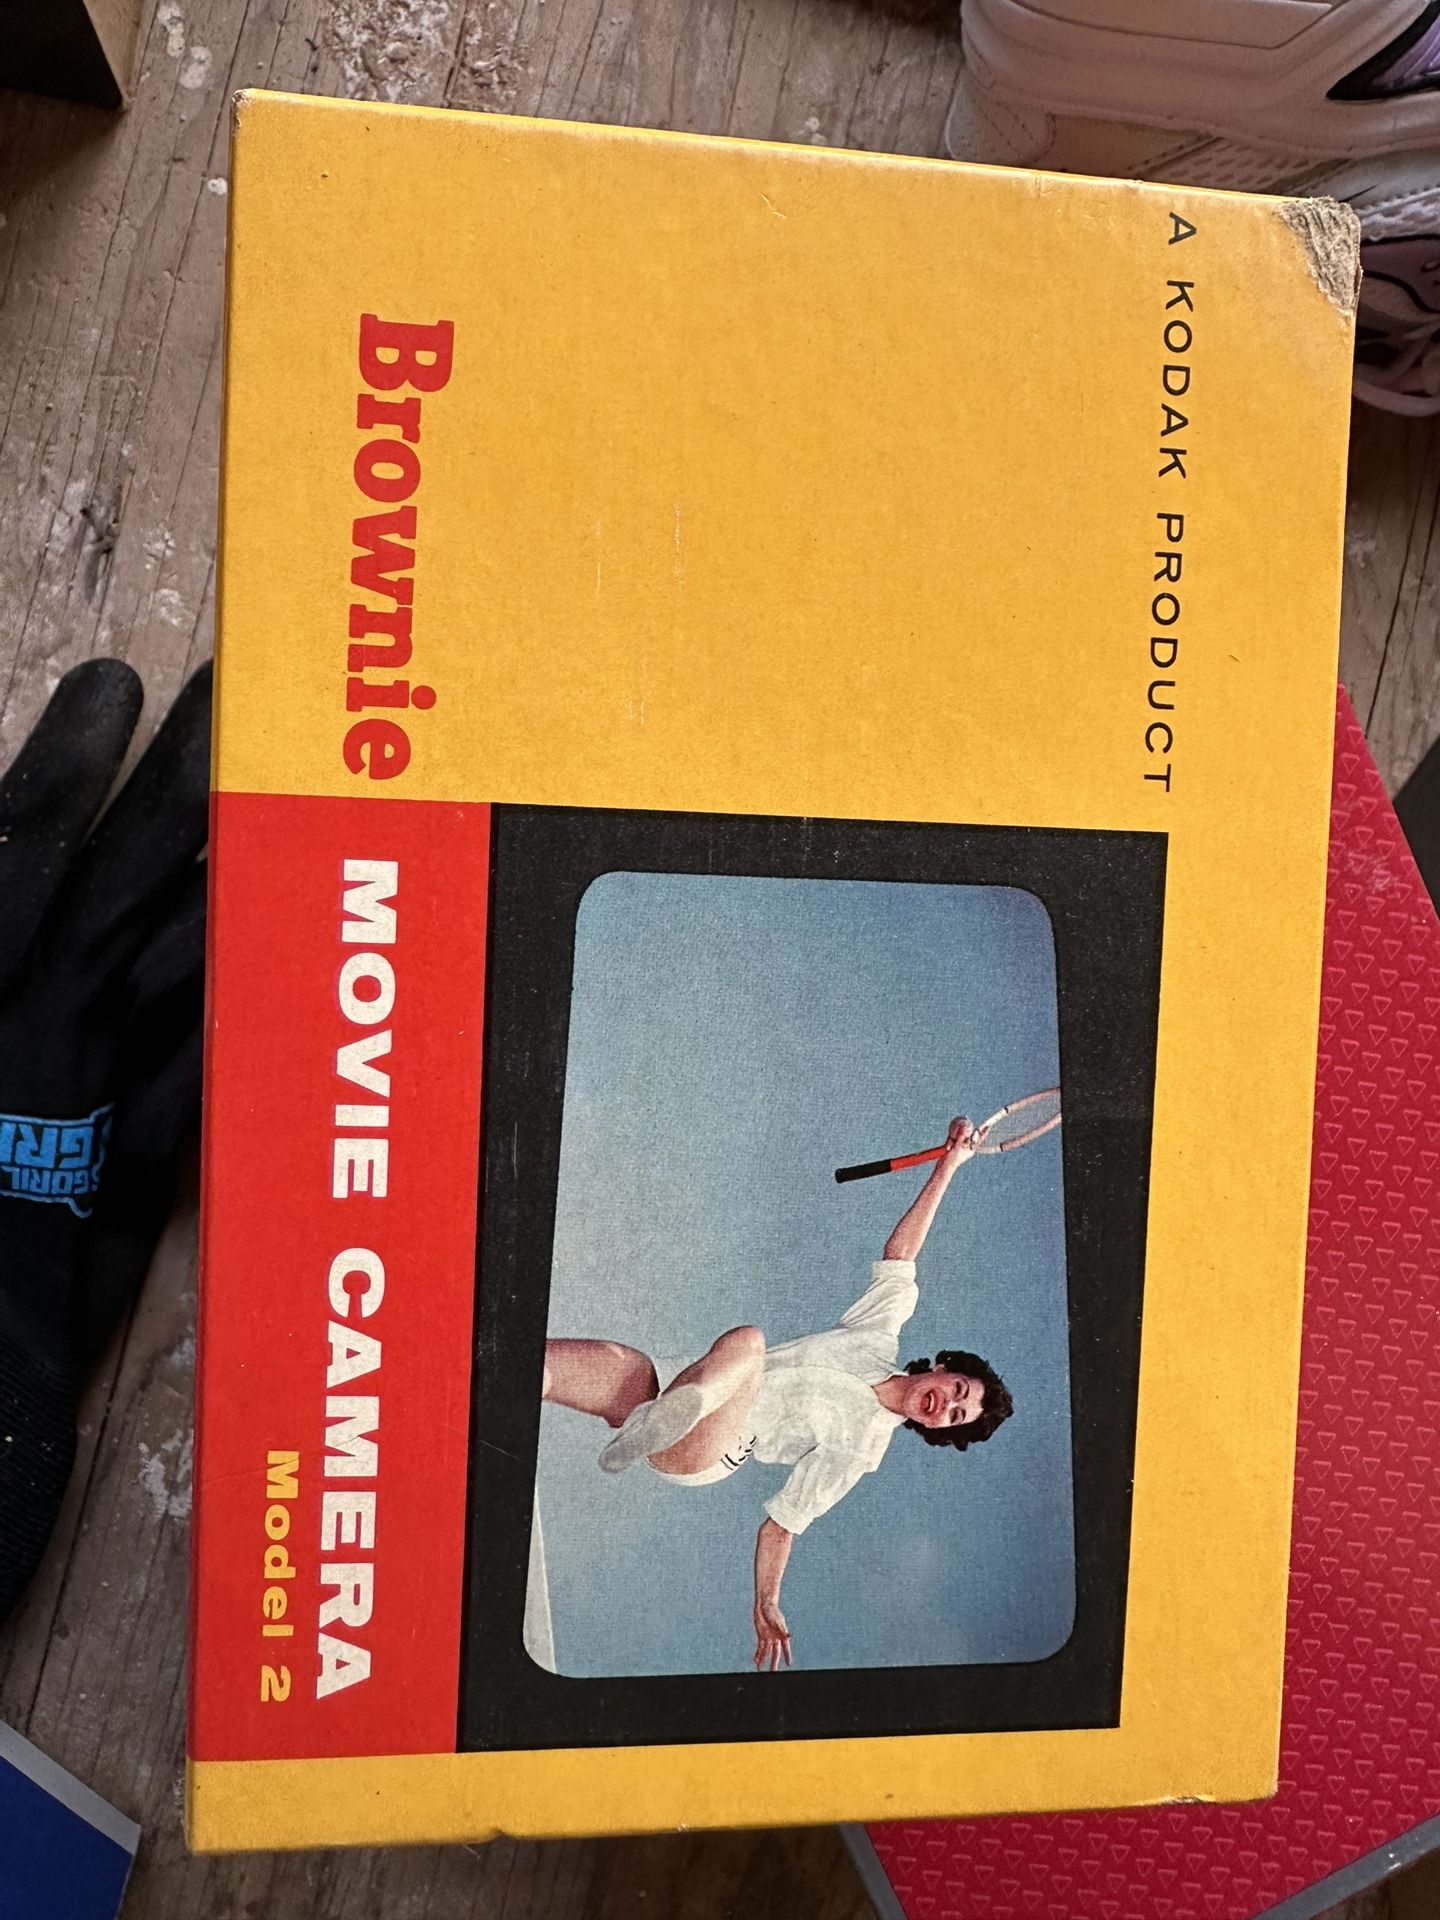 A KODAK PRODUCT
Brownie MOVIE CAMERA
Model 2